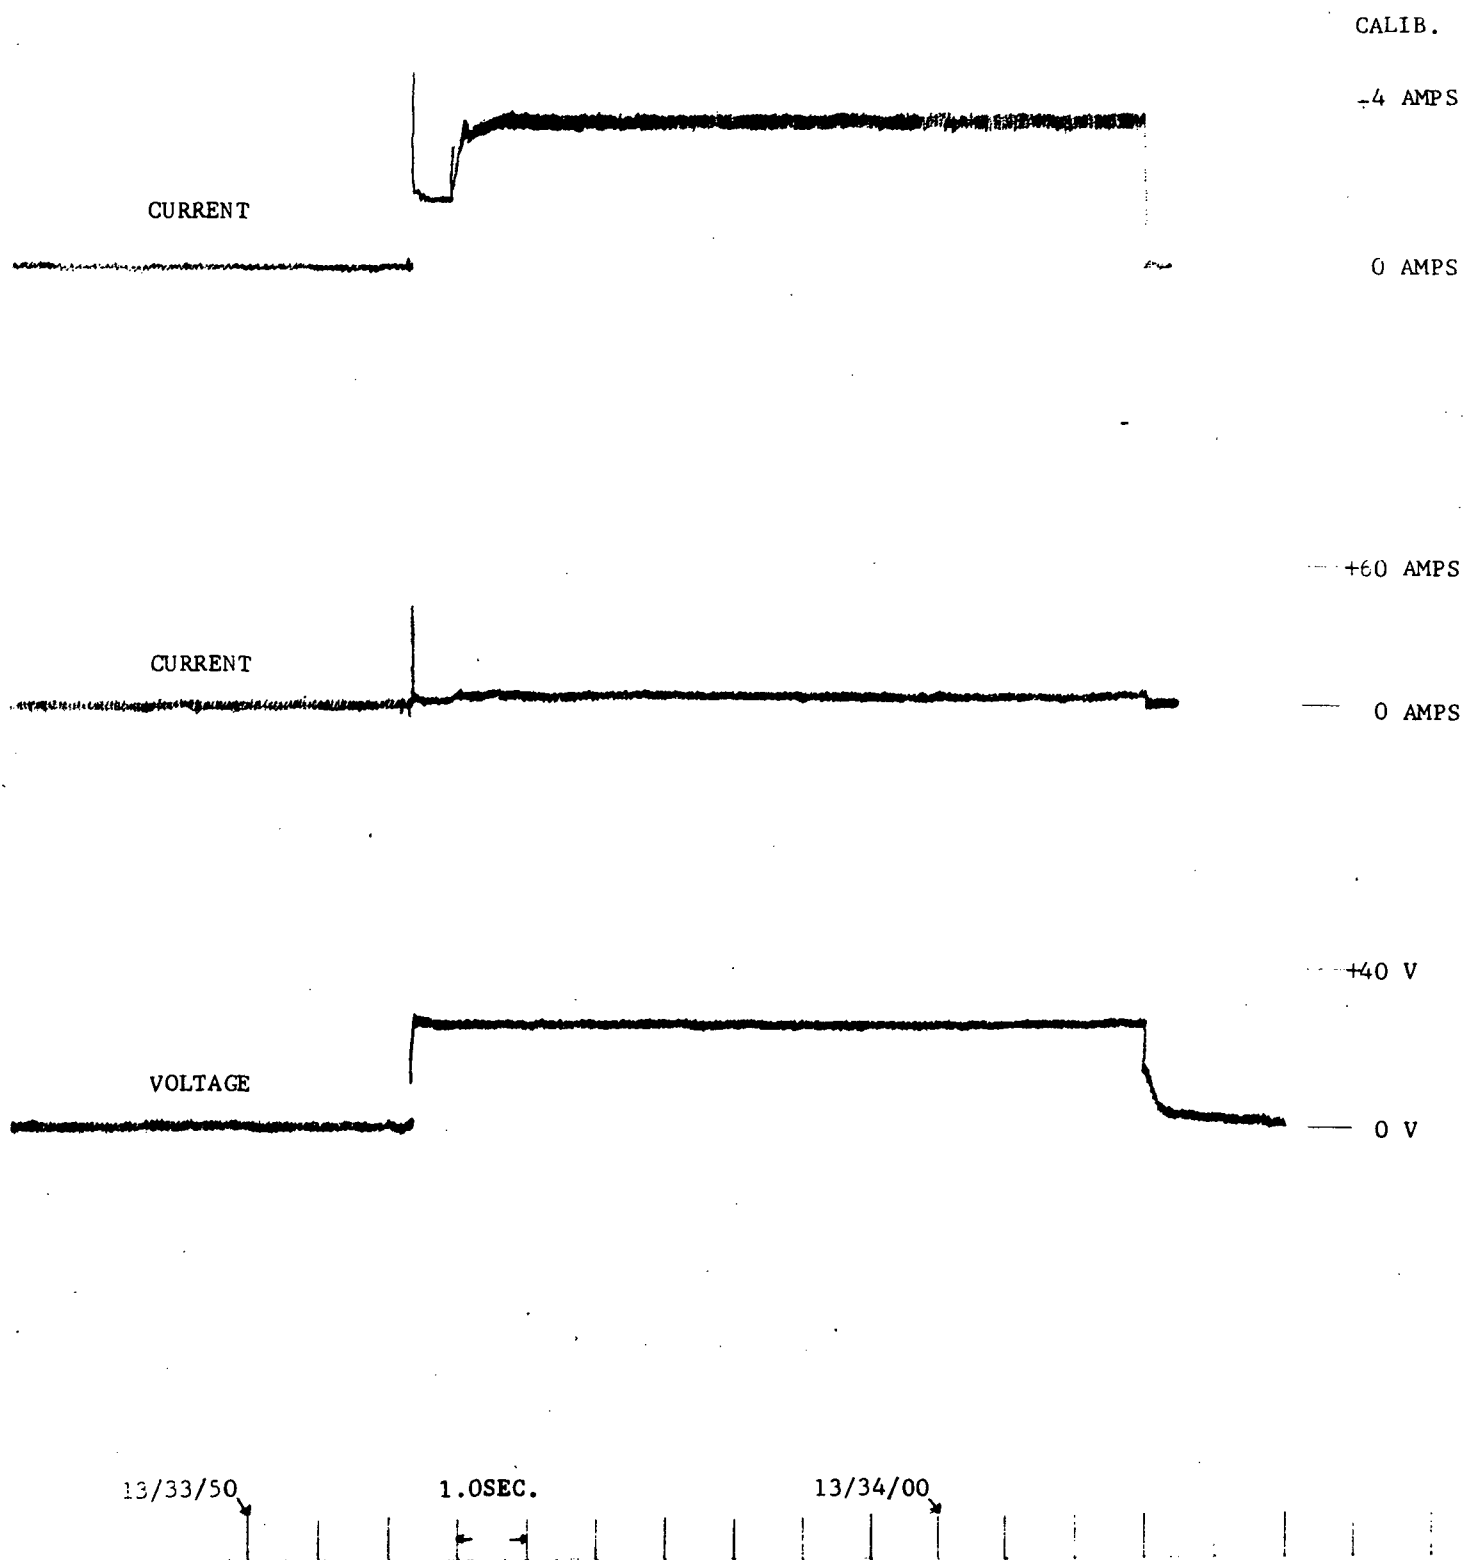 CALIB.
-4 AMPS
CURRENT
0 AMPS
+60 AMPS
CURRENT
0 AMPS
+40 V
VOLTAGE
0 V
13/33/50 1.0SEC. 13/34/00